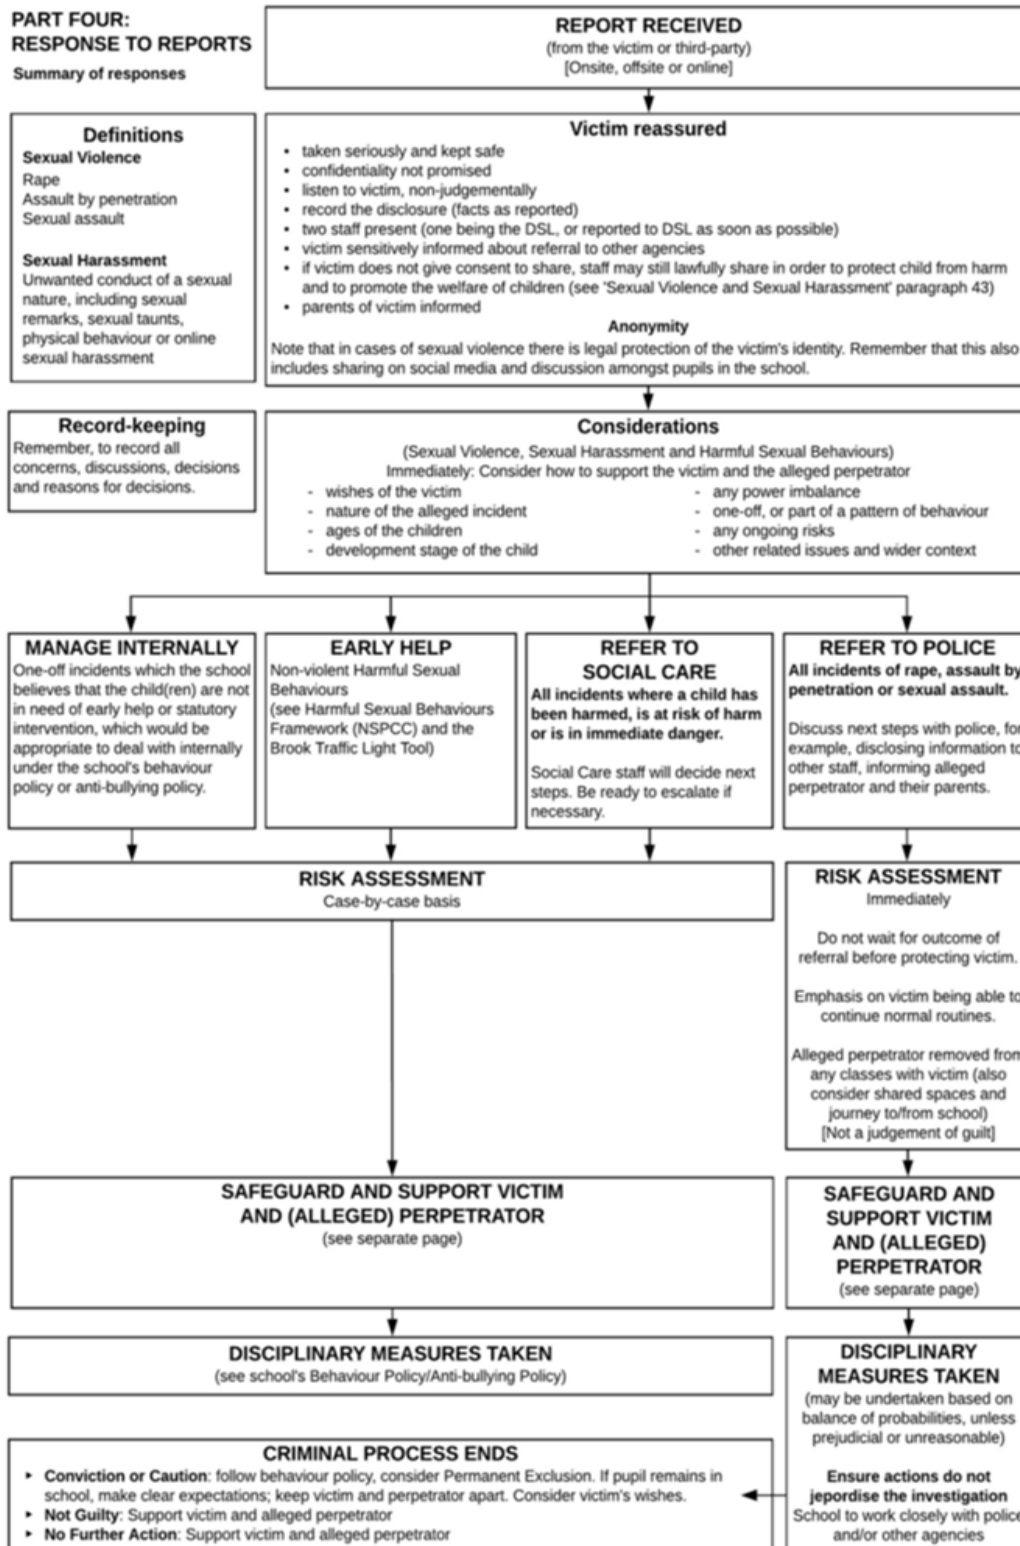 PART FOUR:
RESPONSE TO REPORTS
Summary of responses
REPORT RECEIVED
(from the victim or third-party)
[Onsite, offsite or online]
Definitions
Sexual Violence
Rape
Assault by penetration
Sexual assault
Sexual Harassment
Unwanted conduct of a sexual
nature, including sexual
remarks, sexual taunts,
physical behaviour or online
sexual harassment
Victim reassured
• taken seriously and kept safe
• confidentiality not promised
• listen to victim, non-judgementally
• record the disclosure (facts as reported)
• two staff present (one being the DSL, or reported to DSL as soon as possible)
• victim sensitively informed about referral to other agencies
• if victim does not give consent to share, staff may still lawfully share in order to protect child from harm
and to promote the welfare of children (see 'Sexual Violence and Sexual Harassment' paragraph 43)
• parents of victim informed
Anonymity
Note that in cases of sexual violence there is legal protection of the victim's identity. Remember that this also
includes sharing on social media and discussion amongst pupils in the school.
Record-keeping
Remember, to record all
concerns, discussions, decisions
and reasons for decisions.
Considerations
(Sexual Violence, Sexual Harassment and Harmful Sexual Behaviours)
Immediately: Consider how to support the victim and the alleged perpetrator
- wishes of the victim
- nature of the alleged incident
- ages of the children
- development stage of the child
- any power imbalance
- one-off, or part of a pattern of behaviour
- any ongoing risks
- other related issues and wider context
MANAGE INTERNALLY
One-off incidents which the school
believes that the child(ren) are not
in need of early help or statutory
intervention, which would be
appropriate to deal with internally
under the school's behaviour
policy or anti-bullying policy.
EARLY HELP
Non-violent Harmful Sexual
Behaviours
(see Harmful Sexual Behaviours
Framework (NSPCC) and the
Brook Traffic Light Tool)
REFER TO
SOCIAL CARE
All incidents where a child has
been harmed, is at risk of harm
or is in immediate danger.
Social Care staff will decide next
steps. Be ready to escalate if
necessary.
REFER TO POLICE
All incidents of rape, assault by
penetration or sexual assault.
Discuss next steps with police, for
example, disclosing information to
other staff, informing alleged
perpetrator and their parents.
RISK ASSESSMENT
Case-by-case basis
RISK ASSESSMENT
Immediately
Do not wait for outcome of
referral before protecting victim.
Emphasis on victim being able to
continue normal routines.
Alleged perpetrator removed from
any classes with victim (also
consider shared spaces and
journey to/from school)
[Not a judgement of guilt]
SAFEGUARD AND SUPPORT VICTIM
AND (ALLEGED) PERPETRATOR
(see separate page)
SAFEGUARD AND
SUPPORT VICTIM
AND (ALLEGED)
PERPETRATOR
(see separate page)
DISCIPLINARY MEASURES TAKEN
(see school's Behaviour Policy/Anti-bullying Policy)
DISCIPLINARY
MEASURES TAKEN
(may be undertaken based on
balance of probabilities, unless
prejudicial or unreasonable)
Ensure actions do not
jepordise the investigation
School to work closely with police
and/or other agencies
CRIMINAL PROCESS ENDS
‣ Conviction or Caution: follow behaviour policy, consider Permanent Exclusion. If pupil remains in
school, make clear expectations; keep victim and perpetrator apart. Consider victim's wishes.
‣ Not Guilty: Support victim and alleged perpetrator
‣ No Further Action: Support victim and alleged perpetrator